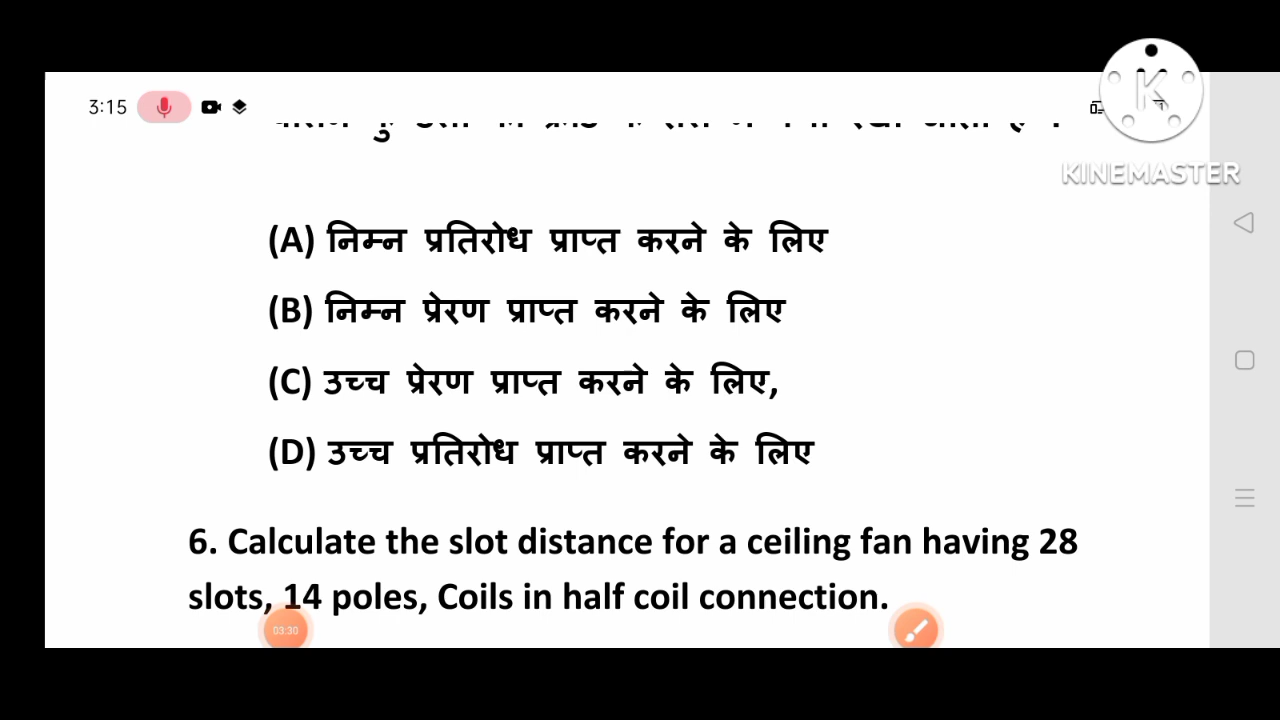 3:15
KINEMASTER
(A) निम्न प्रतिरोध प्राप्त करने के लिए
(B) निम्न प्रेरण प्राप्त करने के लिए
(C) उच्च प्रेरण प्राप्त करने के लिए,
(D) उच्च प्रतिरोध प्राप्त करने के लिए
6. Calculate the slot distance for a ceiling fan having 28
slots, 14 poles, Coils in half coil connection.
03:30